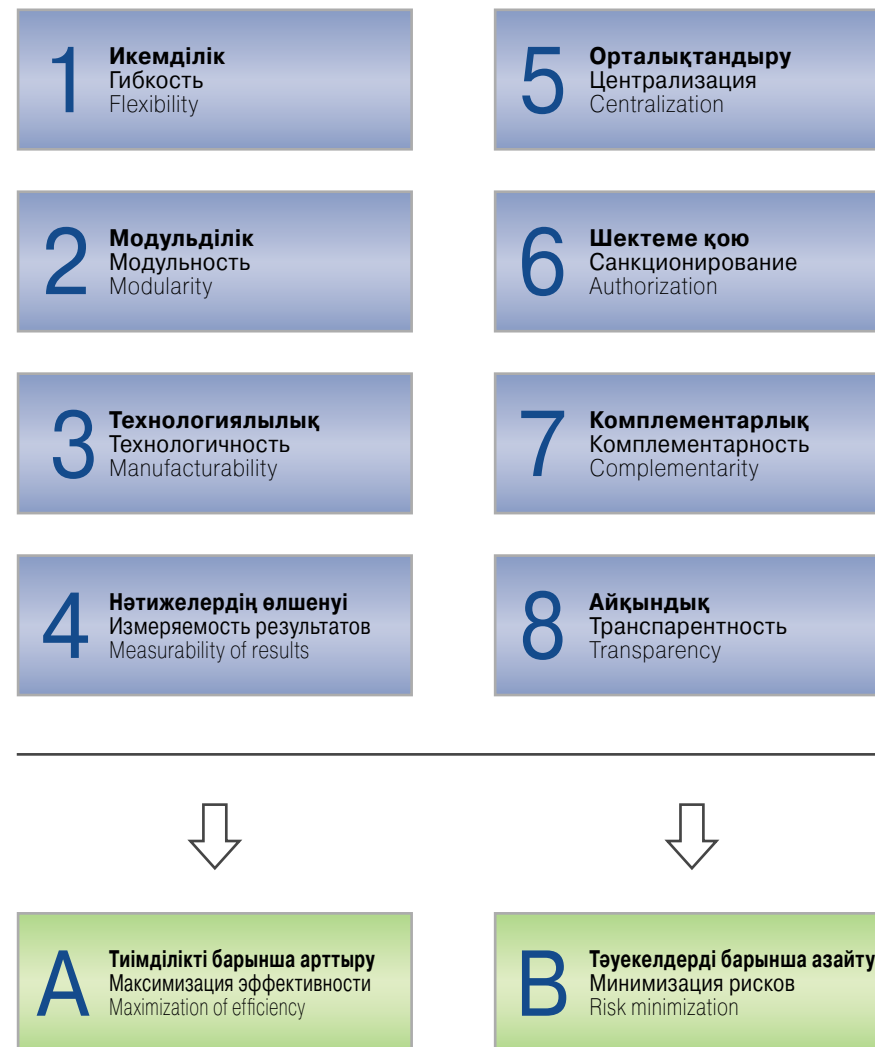 1
Икемділік
Гибкость
Flexibility
2
Модульділік
Модульность
Modularity
3
Технологиялылық
Технологичность
Manufacturability
4
Нәтижелердің өлшенуі
Измеряемость результатов
Measurability of results
5
Орталықтандыру
Централизация
Centralization
6
Шектеме қою
Санкционирование
Authorization
7
Комплементарлық
Комплементарность
Complementarity
8
Айқындық
Транспарентность
Transparency
A
Тиімділікті барынша арттыру
Максимизация эффективности
Maximization of efficiency
B
Тәуекелдерді барынша азайту
Минимизация рисков
Risk minimization